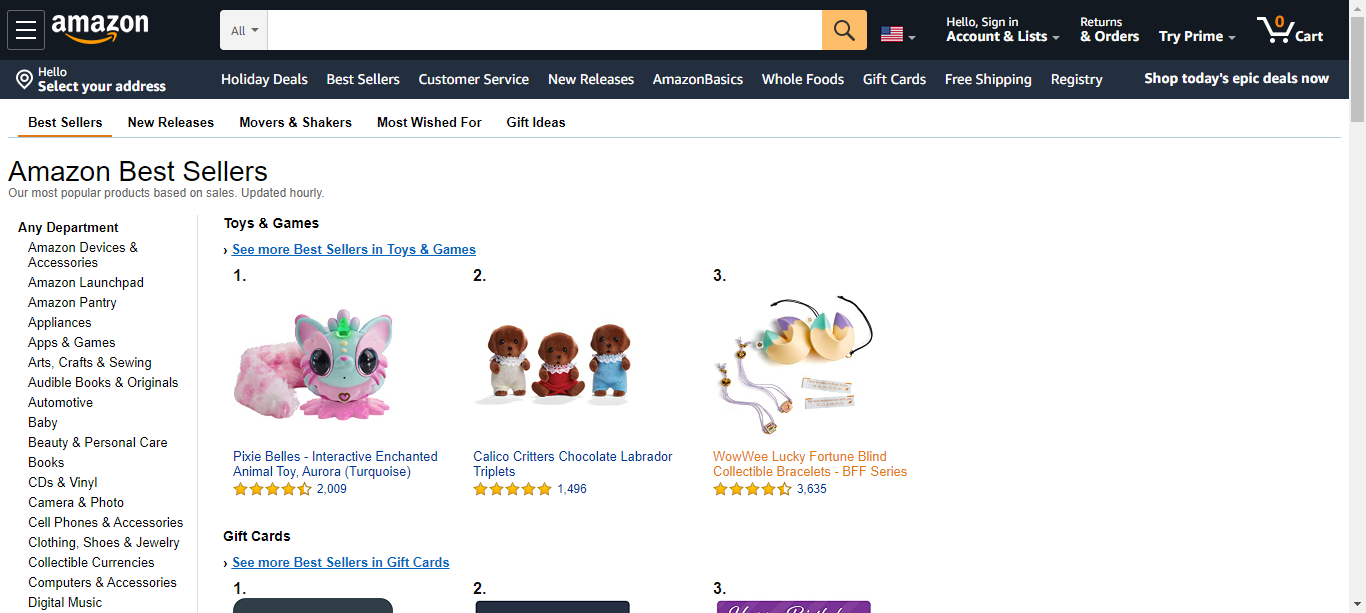 amazon
All
Hello, Sign in
Account & Lists
Returns
& Orders
Try Prime
0
Cart
Hello
Select your address
Holiday Deals
Best Sellers
Customer Service
New Releases
AmazonBasics
Whole Foods
Gift Cards
Free Shipping
Registry
Shop today's epic deals now
Best Sellers
New Releases
Movers & Shakers
Most Wished For
Gift Ideas
Amazon Best Sellers
Our most popular products based on sales. Updated hourly.
Any Department
Amazon Devices &
Accessories
Amazon Launchpad
Amazon Pantry
Appliances
Apps & Games
Arts, Crafts & Sewing
Audible Books & Originals
Automotive
Baby
Beauty & Personal Care
Books
CDs & Vinyl
Camera & Photo
Cell Phones & Accessories
Clothing, Shoes & Jewelry
Collectible Currencies
Computers & Accessories
Digital Music
Toys & Games
› See more Best Sellers in Toys & Games
1.
Pixie Belles - Interactive Enchanted
Animal Toy, Aurora (Turquoise)
2,009
2.
Calico Critters Chocolate Labrador
Triplets
1,496
3.
WowWee Lucky Fortune Blind
Collectible Bracelets - BFF Series
3,635
Gift Cards
› See more Best Sellers in Gift Cards
1.
2.
3.